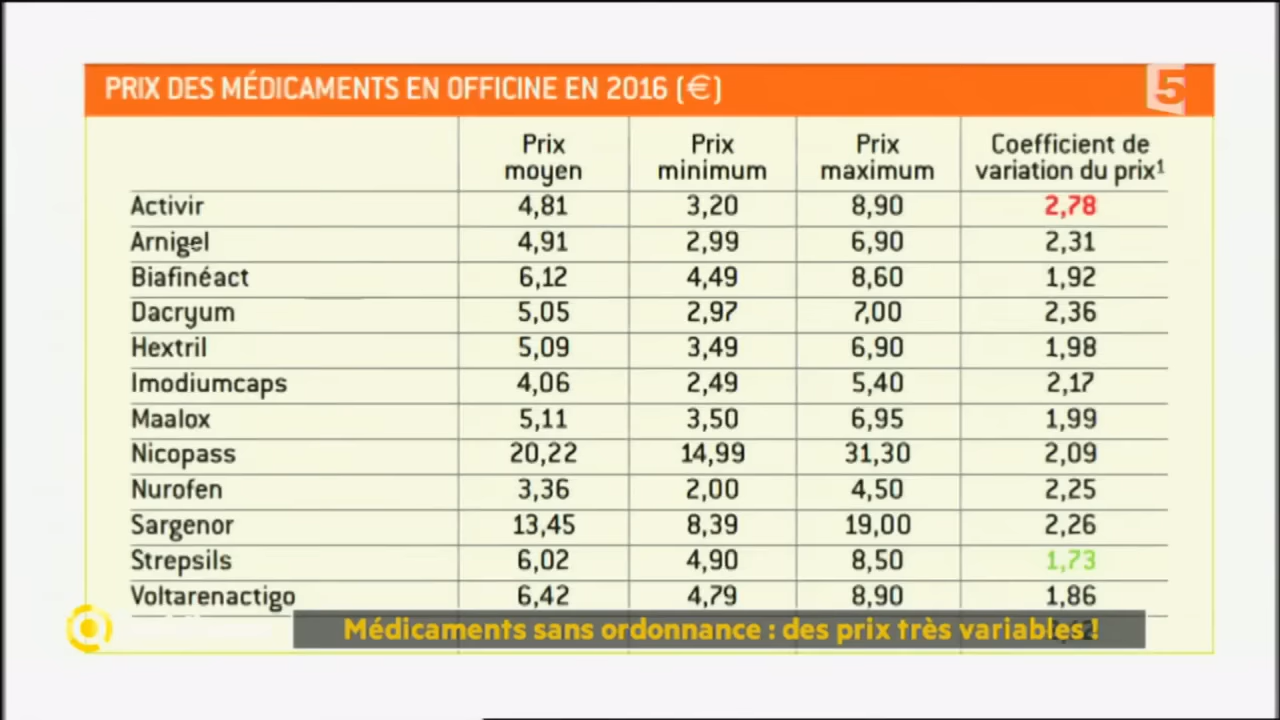 PRIX DES MÉDICAMENTS EN OFFICINE EN 2016 (€) 5
Prix moyen Prix minimum Prix maximum Coefficient de variation du prix¹
Activir 4,81 3,20 8,90 2,78
Arnigel 4,91 2,99 6,90 2,31
Biafinéact 6,12 4,49 8,60 1,92
Dacryum 5,05 2,97 7,00 2,36
Hextril 5,09 3,49 6,90 1,98
Imodiumcaps 4,06 2,49 5,40 2,17
Maalox 5,11 3,50 6,95 1,99
Nicopass 20,22 14,99 31,30 2,09
Nurofen 3,36 2,00 4,50 2,25
Sargenor 13,45 8,39 19,00 2,26
Strepsils 6,02 4,90 8,50 1,73
Voltarenactigo 6,42 4,79 8,90 1,86
Médicaments sans ordonnance : des prix très variables !